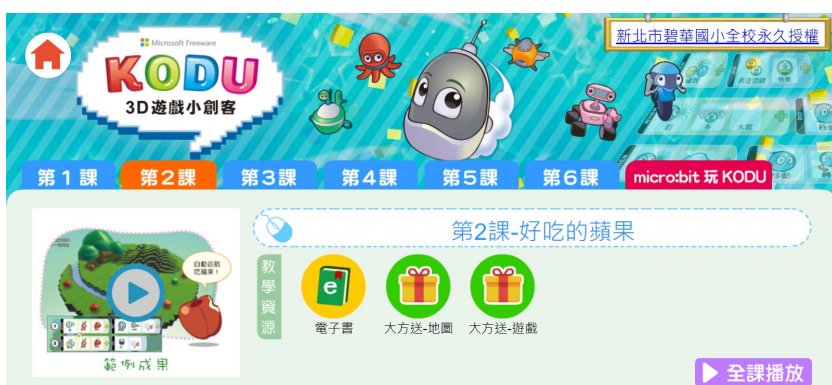 Microsoft Freeware
KODU
3D遊戲小創客
新北市碧華國小全校永久授權
第1課
第2課
第3課
第4課
第5課
第6課
micro:bit 玩 KODU
自動巡航
吃蘋果！
範例成果
第2課-好吃的蘋果
教學資源
e
電子書
大方送-地圖
大方送-遊戲
全課播放